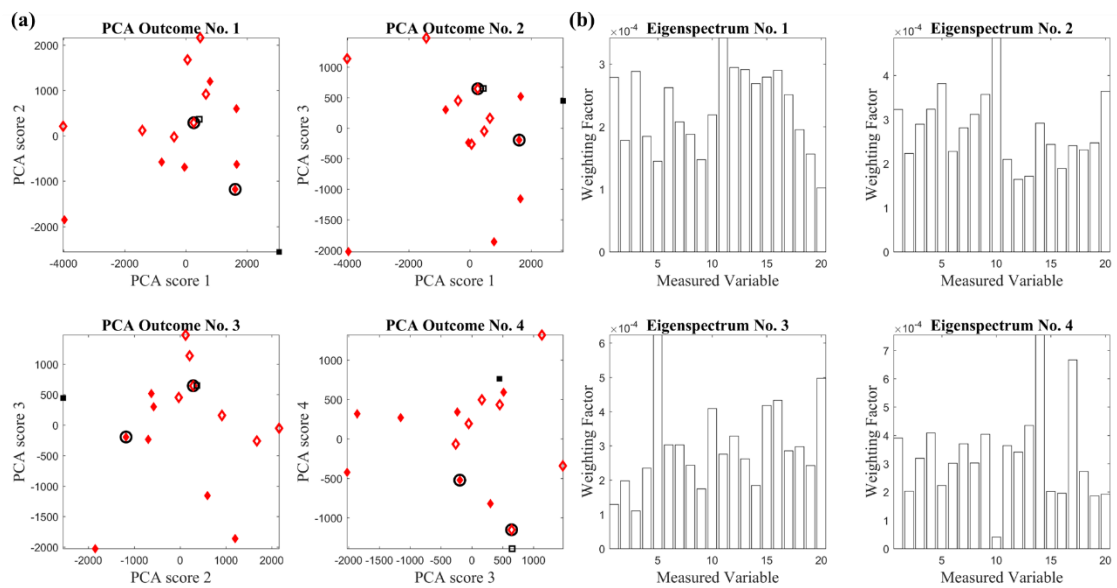 (a)
PCA Outcome No. 1
2000
1000
0
-1000
-2000
PCA score 2
-4000 -2000 0 2000
PCA score 1
PCA Outcome No. 2
1000
500
0
-500
-1000
-1500
-2000
PCA score 3
-4000 -2000 0 2000
PCA score 1
(b)
×10⁻⁴ Eigenspectrum No. 1
3
2
1
0
Weighting Factor
5 10 15 20
Measured Variable
×10⁻⁴ Eigenspectrum No. 2
4
3
2
1
0
Weighting Factor
5 10 15 20
Measured Variable
PCA Outcome No. 3
1000
500
0
-500
-1000
-1500
-2000
PCA score 3
-2000 -1000 0 1000 2000
PCA score 2
PCA Outcome No. 4
1000
500
0
-500
-1000
PCA score 4
-2000 -1500 -1000 -500 0 500 1000
PCA score 3
×10⁻⁴ Eigenspectrum No. 3
6
5
4
3
2
1
0
Weighting Factor
5 10 15 20
Measured Variable
×10⁻⁴ Eigenspectrum No. 4
7
6
5
4
3
2
1
0
Weighting Factor
5 10 15 20
Measured Variable